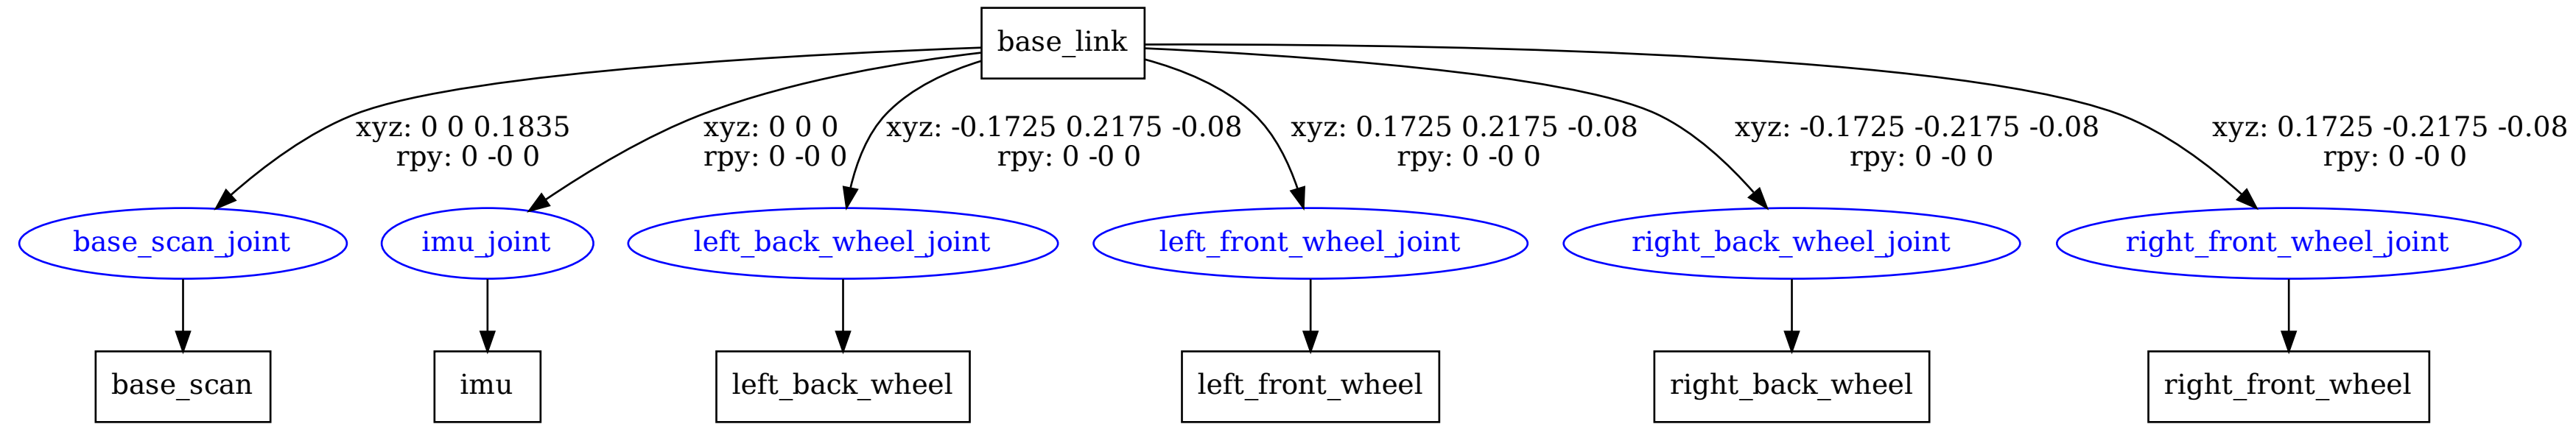 base_link
xyz: 0 0 0.1835
rpy: 0 -0 0
xyz: 0 0 0
rpy: 0 -0 0
xyz: -0.1725 0.2175 -0.08
rpy: 0 -0 0
xyz: 0.1725 0.2175 -0.08
rpy: 0 -0 0
xyz: -0.1725 -0.2175 -0.08
rpy: 0 -0 0
xyz: 0.1725 -0.2175 -0.08
rpy: 0 -0 0
base_scan_joint
imu_joint
left_back_wheel_joint
left_front_wheel_joint
right_back_wheel_joint
right_front_wheel_joint
base_scan
imu
left_back_wheel
left_front_wheel
right_back_wheel
right_front_wheel